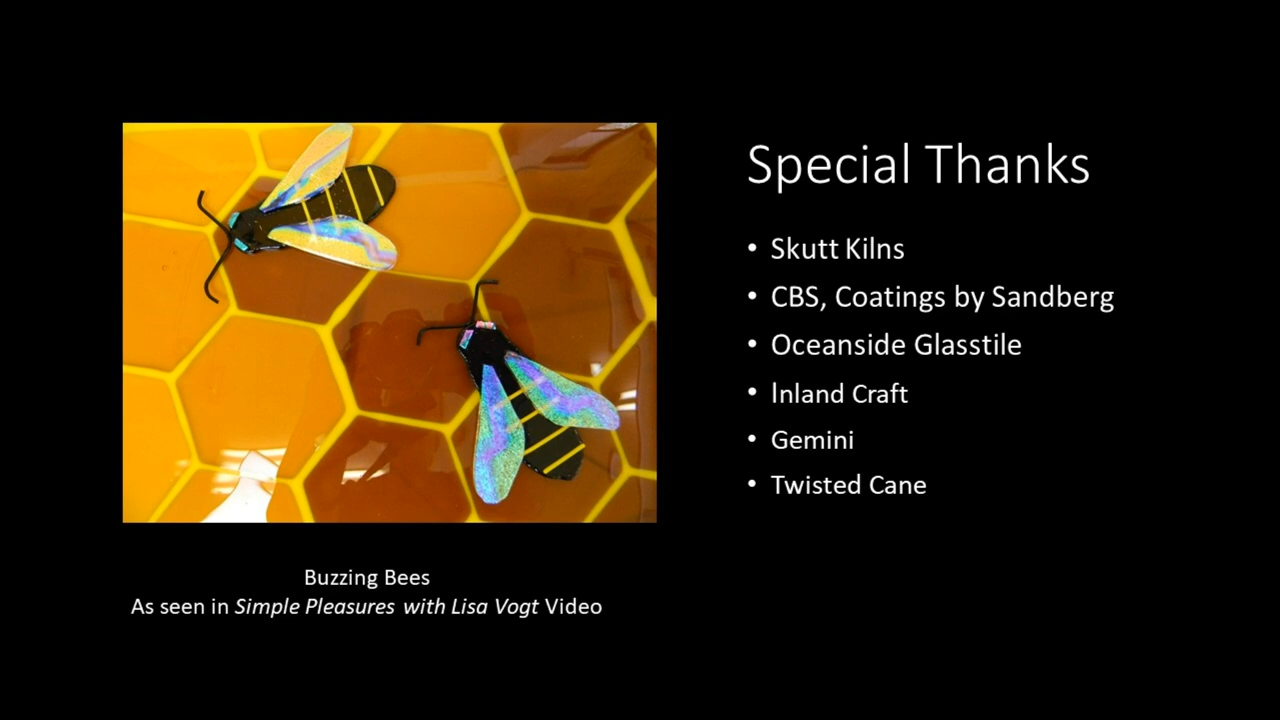 Special Thanks
• Skutt Kilns
• CBS, Coatings by Sandberg
• Oceanside Glasstile
• Inland Craft
• Gemini
• Twisted Cane
Buzzing Bees
As seen in Simple Pleasures with Lisa Vogt Video